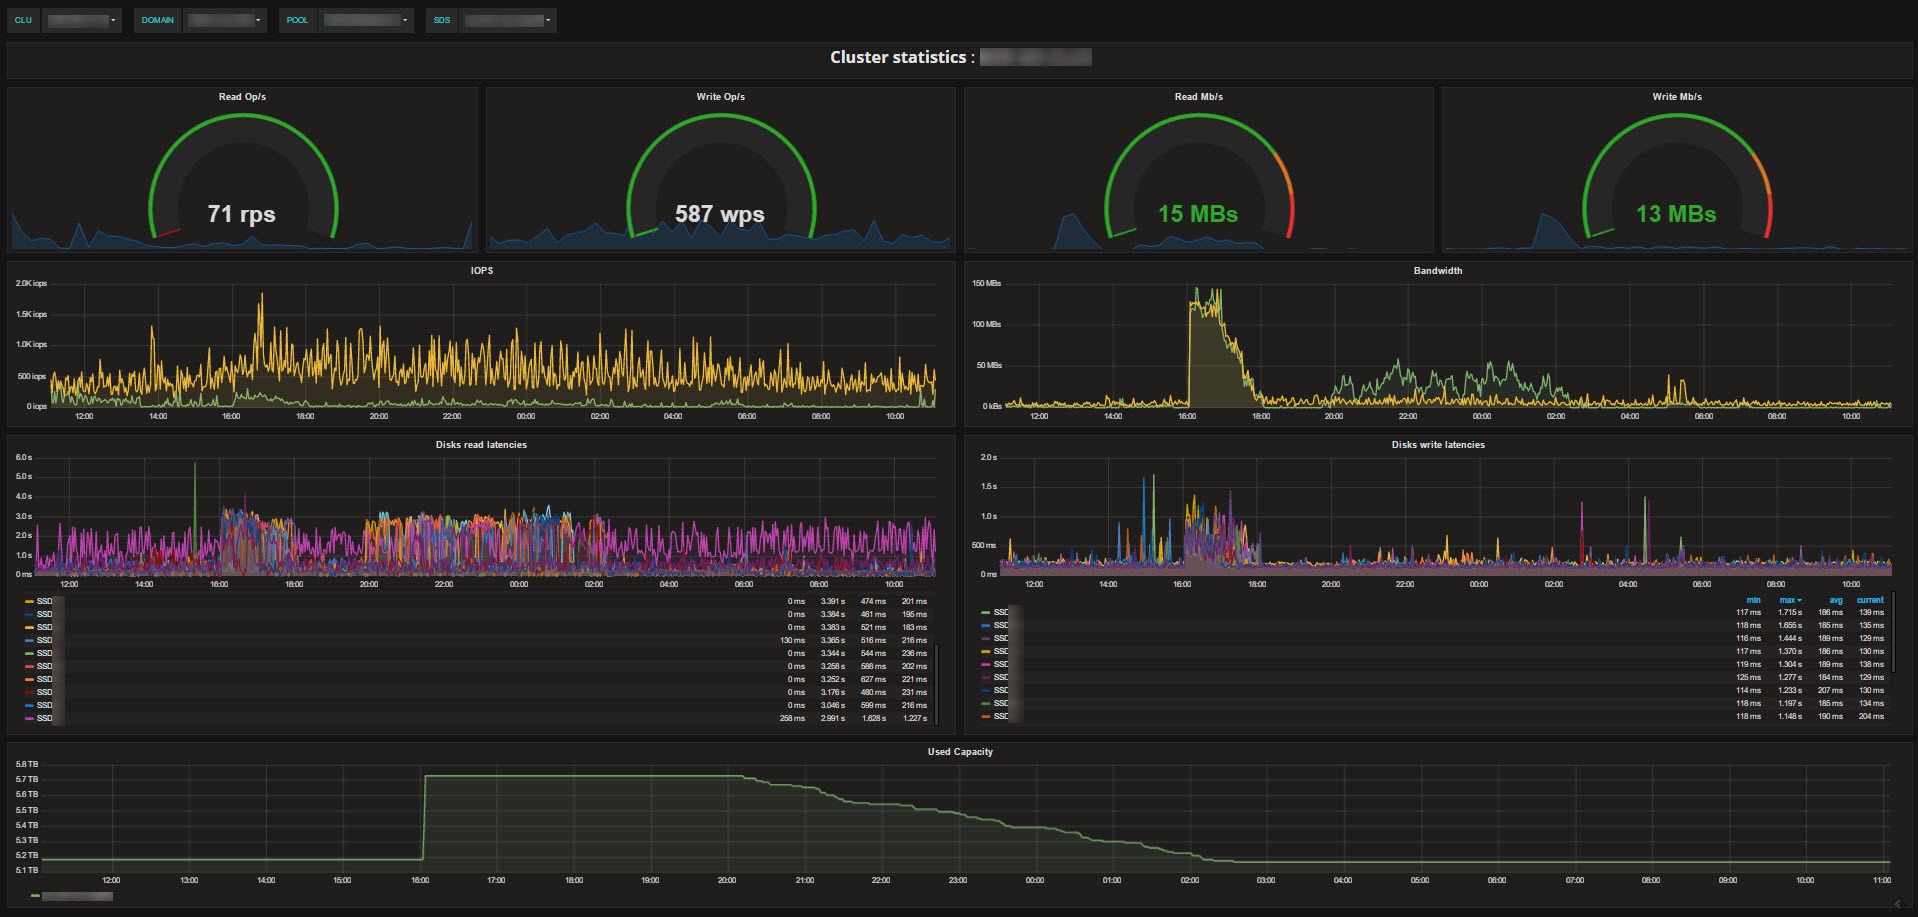 CLU DOMAIN POOL SDS
Cluster statistics :
Read Op/s
71 rps
Write Op/s
587 wps
Read Mb/s
15 MBs
Write Mb/s
13 MBs
IOPS
2.0K iops
1.5K iops
1.0K iops
500 iops
0 iops
12:00 14:00 16:00 18:00 20:00 22:00 00:00 02:00 04:00 06:00 08:00 10:00
Bandwidth
150 MBs
100 MBs
50 MBs
0 kBs
12:00 14:00 16:00 18:00 20:00 22:00 00:00 02:00 04:00 06:00 08:00 10:00
Disks read latencies
6.0 s
5.0 s
4.0 s
3.0 s
2.0 s
1.0 s
0 ms
12:00 14:00 16:00 18:00 20:00 22:00 00:00 02:00 04:00 06:00 08:00 10:00
SSD 0 ms 3.391 s 474 ms 201 ms
SSD 0 ms 3.384 s 461 ms 195 ms
SSD 0 ms 3.383 s 521 ms 183 ms
SSD 130 ms 3.365 s 516 ms 216 ms
SSD 0 ms 3.344 s 544 ms 236 ms
SSD 0 ms 3.258 s 588 ms 202 ms
SSD 0 ms 3.252 s 627 ms 221 ms
SSD 0 ms 3.176 s 480 ms 231 ms
SSD 0 ms 3.046 s 599 ms 216 ms
SSD 258 ms 2.991 s 1.628 s 1.227 s
Disks write latencies
2.0 s
1.5 s
1.0 s
500 ms
0 ms
12:00 14:00 16:00 18:00 20:00 22:00 00:00 02:00 04:00 06:00 08:00 10:00
min max avg current
SSD 117 ms 1.715 s 186 ms 139 ms
SSD 118 ms 1.655 s 185 ms 135 ms
SSD 116 ms 1.444 s 189 ms 129 ms
SSD 117 ms 1.370 s 186 ms 130 ms
SSD 119 ms 1.304 s 189 ms 138 ms
SSD 125 ms 1.277 s 184 ms 129 ms
SSD 114 ms 1.233 s 207 ms 130 ms
SSD 118 ms 1.197 s 185 ms 134 ms
SSD 118 ms 1.148 s 190 ms 204 ms
Used Capacity
5.8 TB
5.7 TB
5.6 TB
5.5 TB
5.4 TB
5.3 TB
5.2 TB
5.1 TB
12:00 13:00 14:00 15:00 16:00 17:00 18:00 19:00 20:00 21:00 22:00 23:00 00:00 01:00 02:00 03:00 04:00 05:00 06:00 07:00 08:00 09:00 10:00 11:00